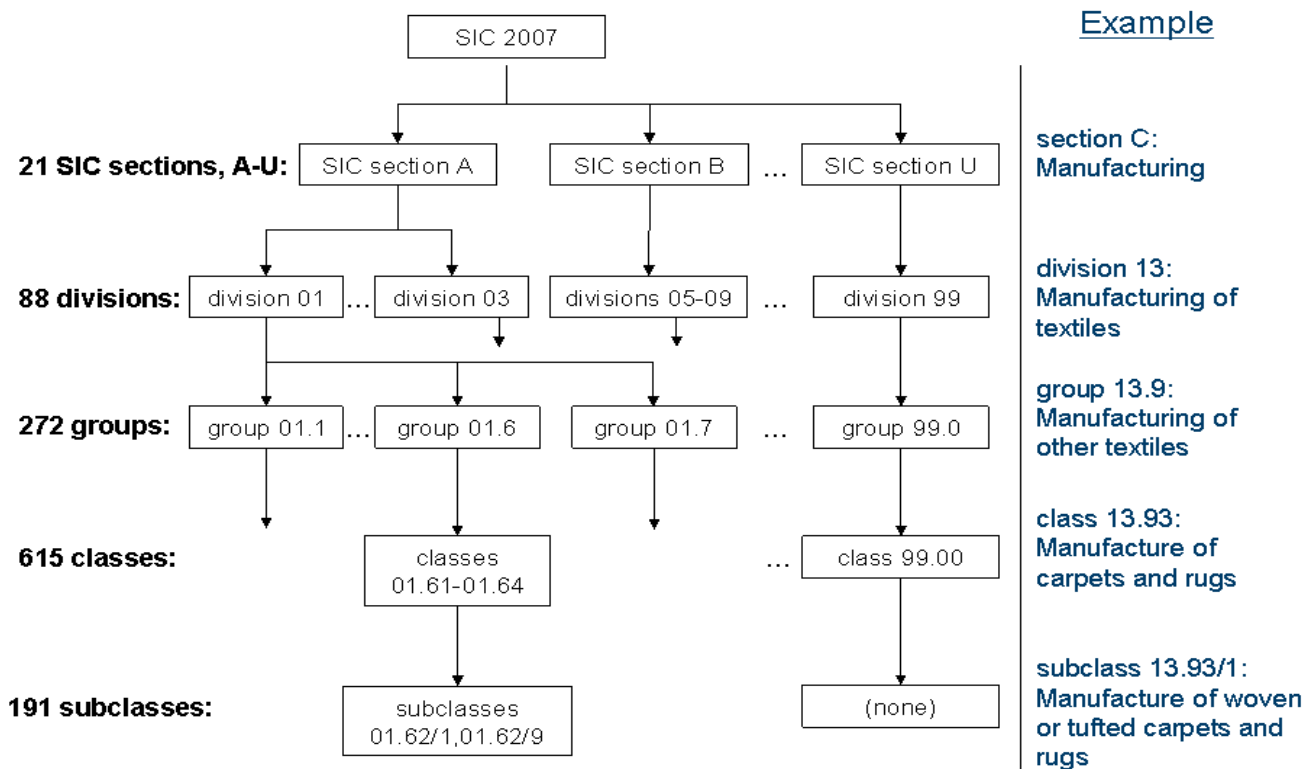 SIC 2007
Example
21 SIC sections, A-U:
SIC section A
SIC section B
...
SIC section U
section C:
Manufacturing
88 divisions:
division 01
...
division 03
divisions 05-09
...
division 99
division 13:
Manufacturing of
textiles
272 groups:
group 01.1
...
group 01.6
group 01.7
...
group 99.0
group 13.9:
Manufacturing of
other textiles
615 classes:
classes
01.61-01.64
...
class 99.00
class 13.93:
Manufacture of
carpets and rugs
191 subclasses:
subclasses
01.62/1,01.62/9
(none)
subclass 13.93/1:
Manufacture of woven
or tufted carpets and
rugs